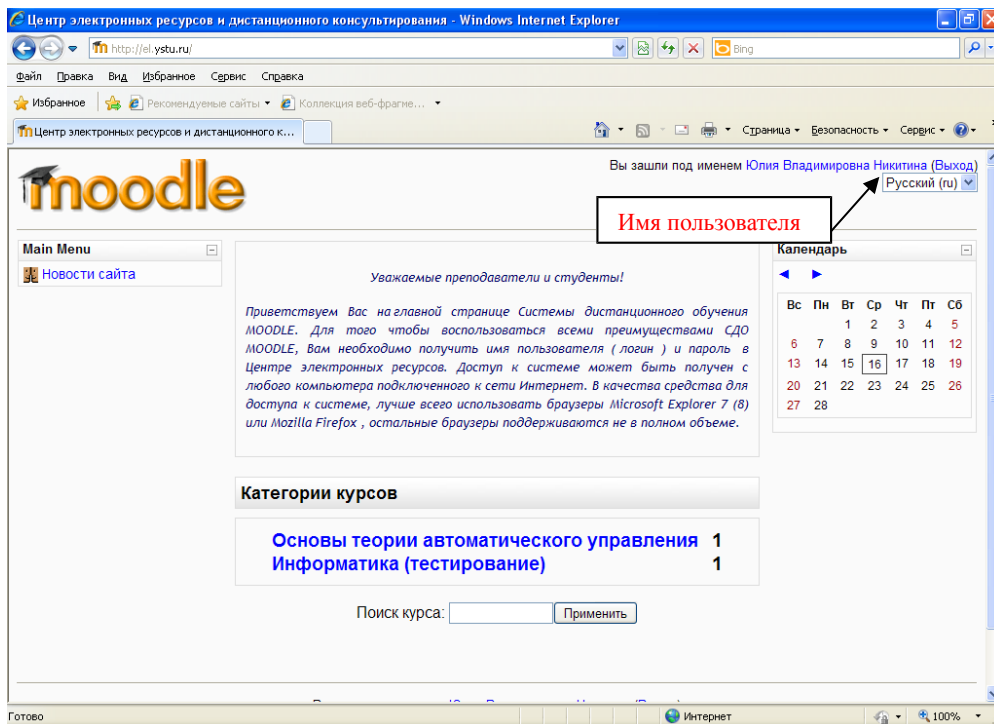 Центр электронных ресурсов и дистанционного консультирования - Windows Internet Explorer
http://el.ystu.ru/
Bing
Файл Правка Вид Избранное Сервис Справка
Избранное Рекомендуемые сайты Коллекция веб-фрагме...
Центр электронных ресурсов и дистанционного к... Страница Безопасность Сервис
moodle
Вы зашли под именем Юлия Владимировна Никитина (Выход)
Русский (ru)
Имя пользователя
Main Menu
Новости сайта
Уважаемые преподаватели и студенты!
Приветствуем Вас на главной странице Системы дистанционного обучения
MOODLE. Для того чтобы воспользоваться всеми преимуществами СДО
MOODLE, Вам необходимо получить имя пользователя ( логин ) и пароль в
Центре электронных ресурсов. Доступ к системе может быть получен с
любого компьютера подключенного к сети Интернет. В качества средства для
доступа к системе, лучше всего использовать браузеры Microsoft Explorer 7 (8)
или Mozilla Firefox , остальные браузеры поддерживаются не в полном объеме.
Категории курсов
Основы теории автоматического управления 1
Информатика (тестирование) 1
Поиск курса: Применить
Календарь
Вс Пн Вт Ср Чт Пт Сб
1 2 3 4 5
6 7 8 9 10 11 12
13 14 15 16 17 18 19
20 21 22 23 24 25 26
27 28
Готово Интернет 100%